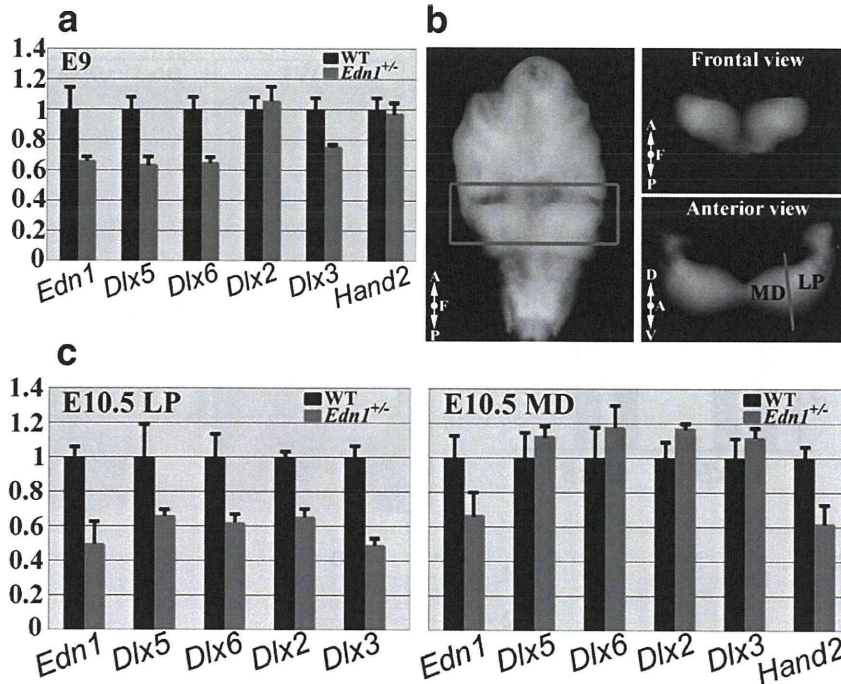 a
E9
WT
Edn1+/-
1.4
1.2
1
0.8
0.6
0.4
0.2
0
Edn1 Dlx5 Dlx6 Dlx2 Dlx3 Hand2
b
A
F
P
Frontal view
A
F
P
Anterior view
D
A
V
MD LP
c
E10.5 LP
WT
Edn1+/-
1.4
1.2
1
0.8
0.6
0.4
0.2
0
Edn1 Dlx5 Dlx6 Dlx2 Dlx3
E10.5 MD
WT
Edn1+/-
Edn1 Dlx5 Dlx6 Dlx2 Dlx3 Hand2